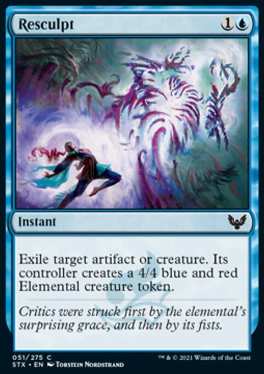 Resculpt 1
Instant
Exile target artifact or creature. Its
controller creates a 4/4 blue and red
Elemental creature token.
Critics were struck first by the elemental's
surprising grace, and then by his fists.
051/275 C
STX • EN Torstein Nordstrand
™ & © 2021 Wizards of the Coast